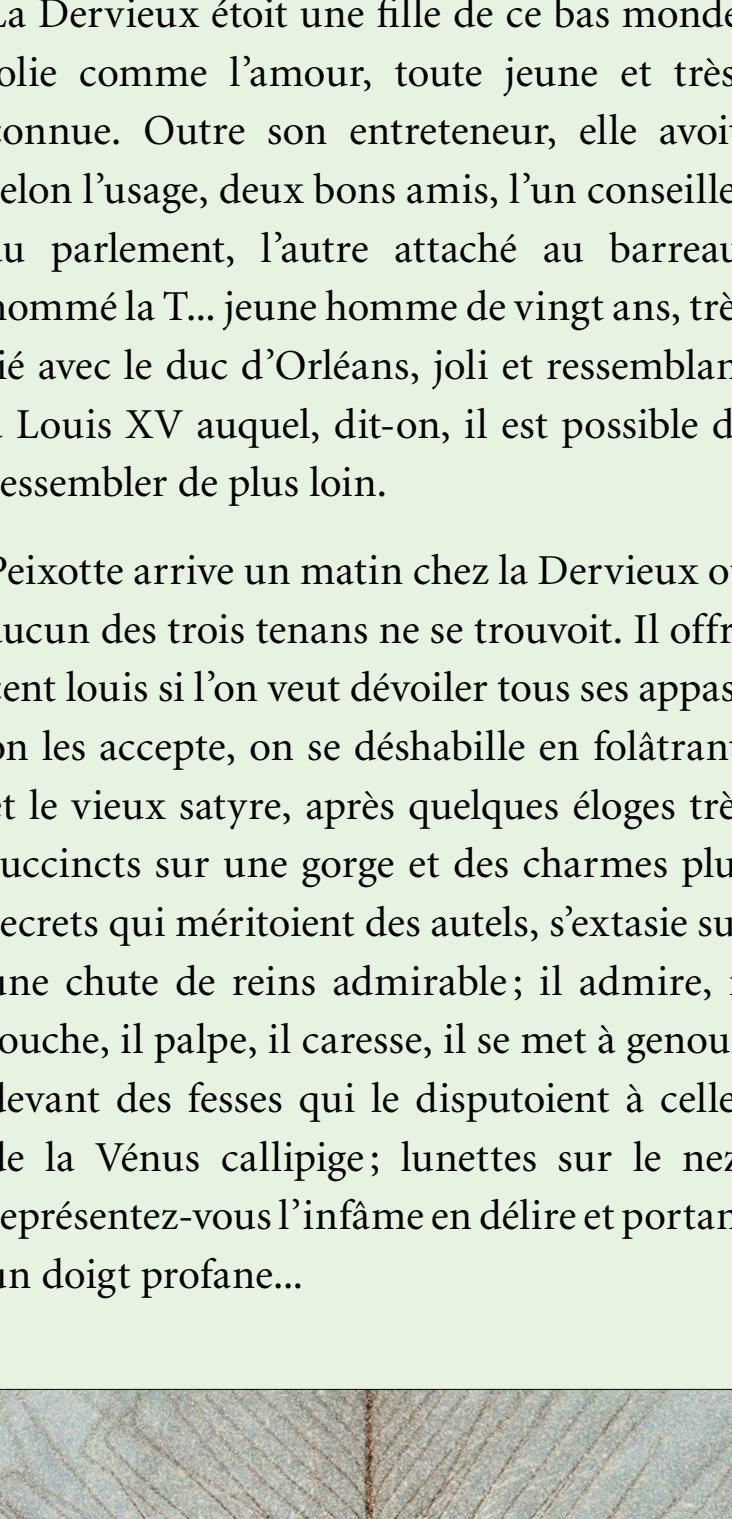 La Dervieux étoit une fille de ce bas monde
olie comme l'amour, toute jeune et très
connue. Outre son entreteneur, elle avoit
elon l'usage, deux bons amis, l'un conseille
au parlement, l'autre attaché au barreau
nommé la T... jeune homme de vingt ans, trè
ié avec le duc d'Orléans, joli et ressemblan
Louis XV auquel, dit-on, il est possible d
essembler de plus loin.
Peixotte arrive un matin chez la Dervieux o
aucun des trois tenans ne se trouvoit. Il offr
cent louis si l'on veut dévoiler tous ses appas
on les accepte, on se déshabille en folâtrant
et le vieux satyre, après quelques éloges trè
uccincts sur une gorge et des charmes plu
ecrets qui méritoient des autels, s'extasie su
une chute de reins admirable ; il admire,
ouche, il palpe, il caresse, il se met à genou
devant des fesses qui le disputoient à celle
de la Vénus callipige ; lunettes sur le nez
eprésentez-vous l'infâme en délire et portan
un doigt profane...